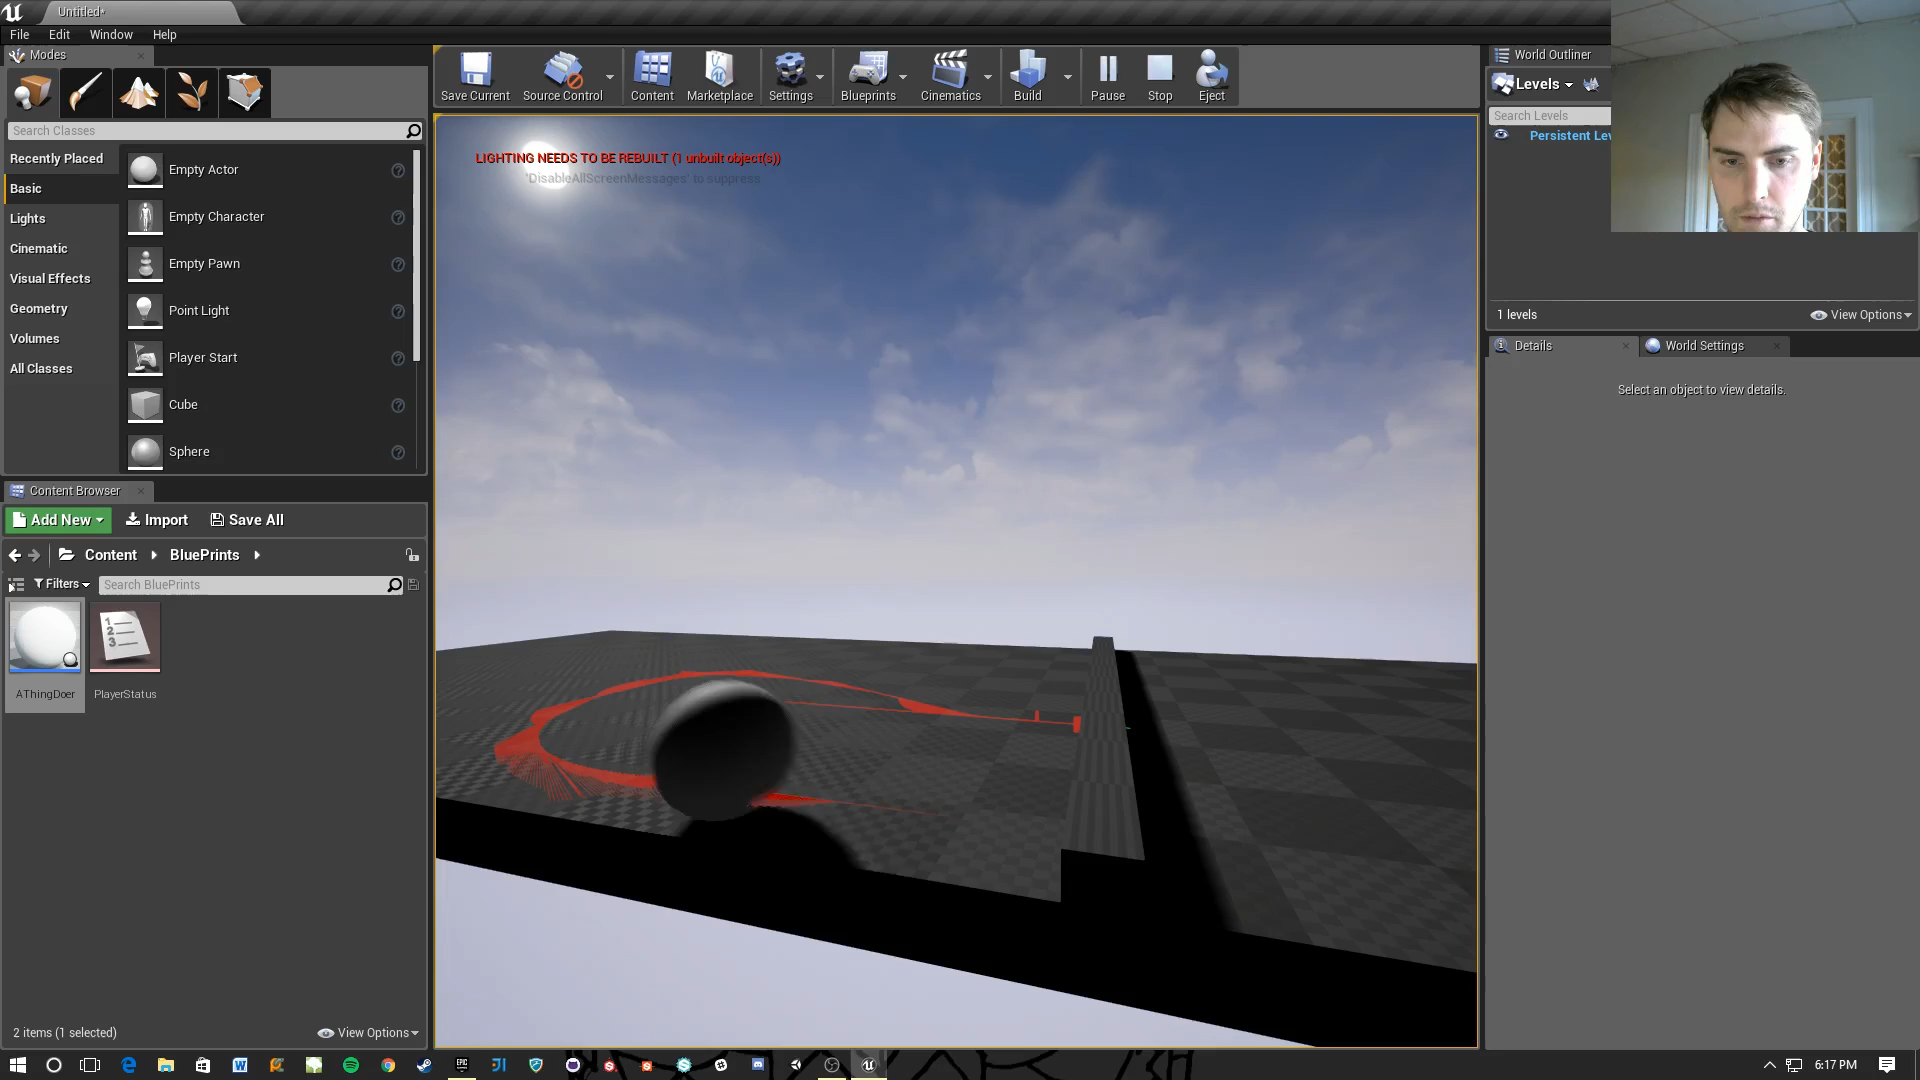 Untitled*
File Edit Window Help
Modes
Search Classes
Recently Placed
Basic
Lights
Cinematic
Visual Effects
Geometry
Volumes
All Classes
Empty Actor
Empty Character
Empty Pawn
Point Light
Player Start
Cube
Sphere
Save Current
Source Control
Content
Marketplace
Settings
Blueprints
Cinematics
Build
Pause
Stop
Eject
LIGHTING NEEDS TO BE REBUILT (1 unbuilt object(s))
'DisableAllScreenMessages' to suppress
World Outliner
Levels
Search Levels
Persistent Lev
1 levels
View Options
Details
World Settings
Select an object to view details.
Content Browser
Add New
Import
Save All
Content
BluePrints
Filters
Search BluePrints
AThingDoer
PlayerStatus
2 items (1 selected)
View Options
EPIC
6:17 PM